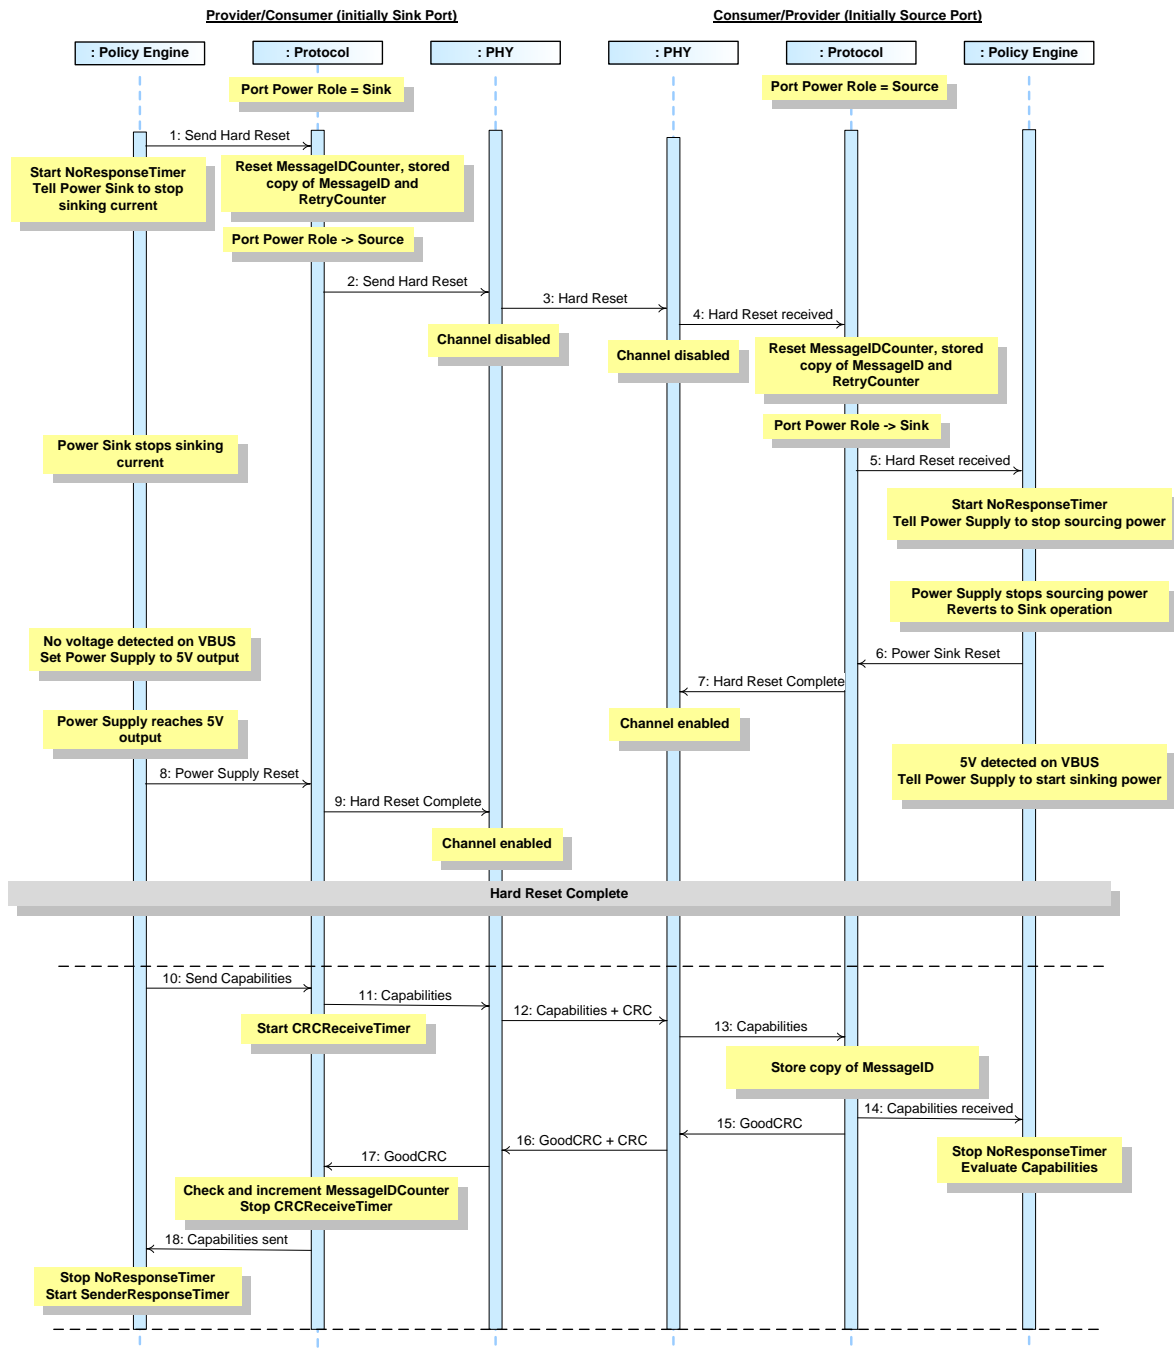 Provider/Consumer (initially Sink Port)
Consumer/Provider (Initially Source Port)
: Policy Engine
: Protocol
: PHY
: PHY
: Protocol
: Policy Engine
Port Power Role = Sink
Port Power Role = Source
1: Send Hard Reset
Start NoResponseTimer
Tell Power Sink to stop
sinking current
Reset MessageIDCounter, stored
copy of MessageID and
RetryCounter
Port Power Role -> Source
2: Send Hard Reset
3: Hard Reset
4: Hard Reset received
Channel disabled
Channel disabled
Reset MessageIDCounter, stored
copy of MessageID and
RetryCounter
Port Power Role -> Sink
Power Sink stops sinking
current
5: Hard Reset received
Start NoResponseTimer
Tell Power Supply to stop sourcing power
Power Supply stops sourcing power
Reverts to Sink operation
No voltage detected on VBUS
Set Power Supply to 5V output
6: Power Sink Reset
7: Hard Reset Complete
Channel enabled
Power Supply reaches 5V
output
5V detected on VBUS
Tell Power Supply to start sinking power
8: Power Supply Reset
9: Hard Reset Complete
Channel enabled
Hard Reset Complete
10: Send Capabilities
11: Capabilities
12: Capabilities + CRC
13: Capabilities
Start CRCReceiveTimer
Store copy of MessageID
14: Capabilities received
15: GoodCRC
16: GoodCRC + CRC
17: GoodCRC
Stop NoResponseTimer
Evaluate Capabilities
Check and increment MessageIDCounter
Stop CRCReceiveTimer
18: Capabilities sent
Stop NoResponseTimer
Start SenderResponseTimer